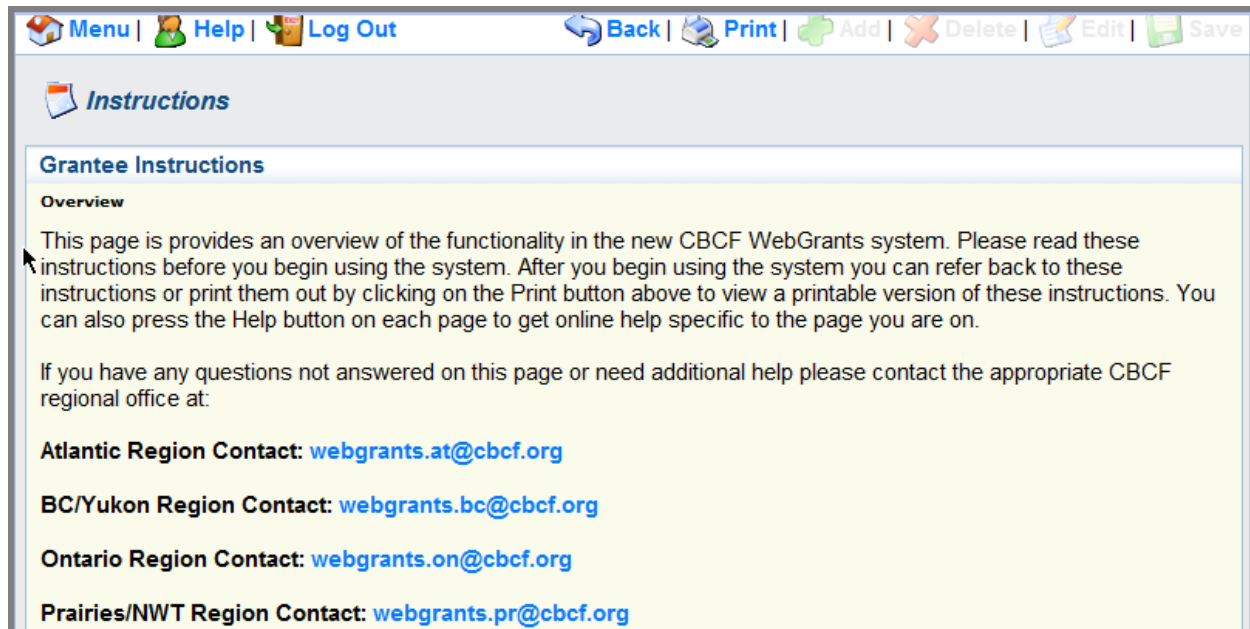 Menu | Help | Log Out Back | Print | Add | Delete | Edit | Save
Instructions
Grantee Instructions
Overview
This page is provides an overview of the functionality in the new CBCF WebGrants system. Please read these
instructions before you begin using the system. After you begin using the system you can refer back to these
instructions or print them out by clicking on the Print button above to view a printable version of these instructions. You
can also press the Help button on each page to get online help specific to the page you are on.
If you have any questions not answered on this page or need additional help please contact the appropriate CBCF
regional office at:
Atlantic Region Contact: webgrants.at@cbcf.org
BC/Yukon Region Contact: webgrants.bc@cbcf.org
Ontario Region Contact: webgrants.on@cbcf.org
Prairies/NWT Region Contact: webgrants.pr@cbcf.org